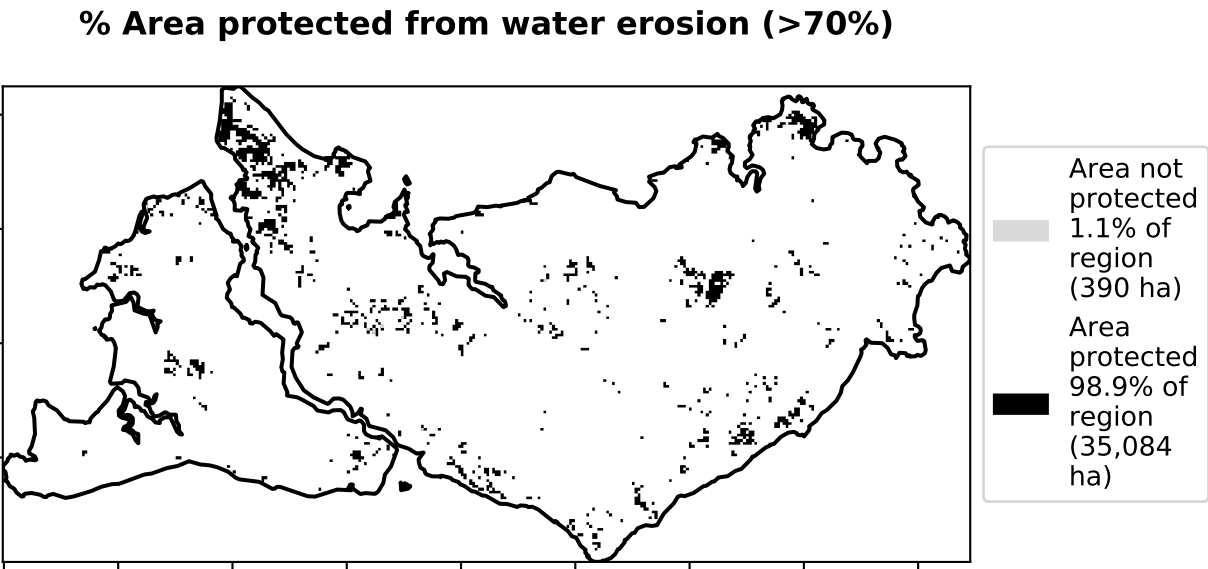 % Area protected from water erosion (>70%)
Area not
protected
1.1% of
region
(390 ha)
Area
protected
98.9% of
region
(35,084
ha)